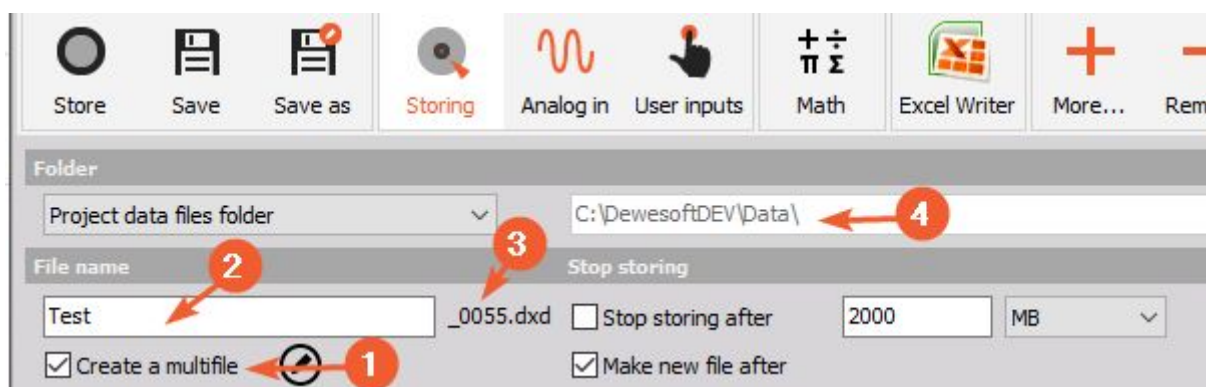 + ÷
π Σ
Store Save Save as Storing Analog in User inputs Math Excel Writer More...  Rem
Folder
Project data files folder C:\DewesoftDEV\Data\ 4
3
File name 2 Stop storing
Test _0055.dxd Stop storing after 2000 MB
Create a multifile 1 Make new file after